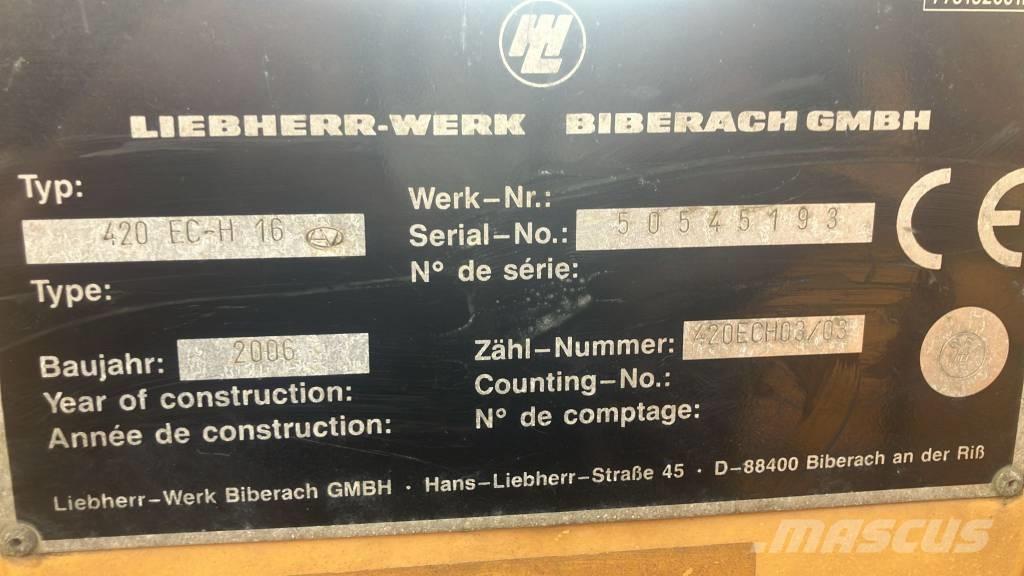 LIEBHERR-WERK BIBERACH GMBH
Typ:
420 EC-H 16
Type:
Werk-Nr.:
Serial-No.: 50545193
N° de série:
CE
Baujahr: 2006
Year of construction:
Année de construction:
Zähl-Nummer: 420ECH03/03
Counting-No.:
N° de comptage:
Liebherr-Werk Biberach GMBH · Hans-Liebherr-Straße 45 · D-88400 Biberach an der Riß
MASCUS